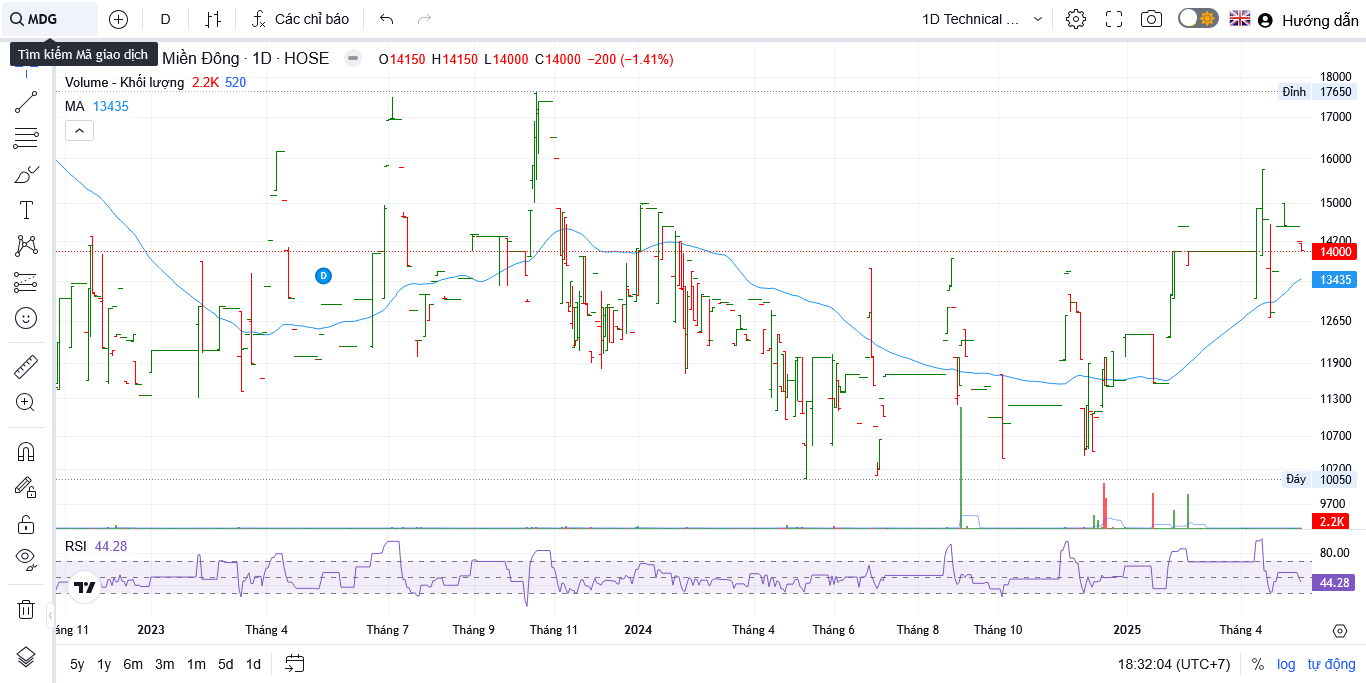 MDG
D
Các chỉ báo
1D Technical ...
Hướng dẫn
Tìm kiếm Mã giao dịch
Miền Đông · 1D · HOSE
O14150 H14150 L14000 C14000 −200 (−1.41%)
Volume - Khối lượng 2.2K 520
MA 13435
18000
Đỉnh 17650
17000
16000
15000
14200
14000
D
13435
12650
11900
11300
10700
10200
Đáy 10050
9700
2.2K
RSI 44.28
80.00
44.28
áng 11 2023 Tháng 4 Tháng 7 Tháng 9 Tháng 11 2024 Tháng 4 Tháng 6 Tháng 8 Tháng 10 2025 Tháng 4
5y 1y 6m 3m 1m 5d 1d
18:32:04 (UTC+7) % log tự động